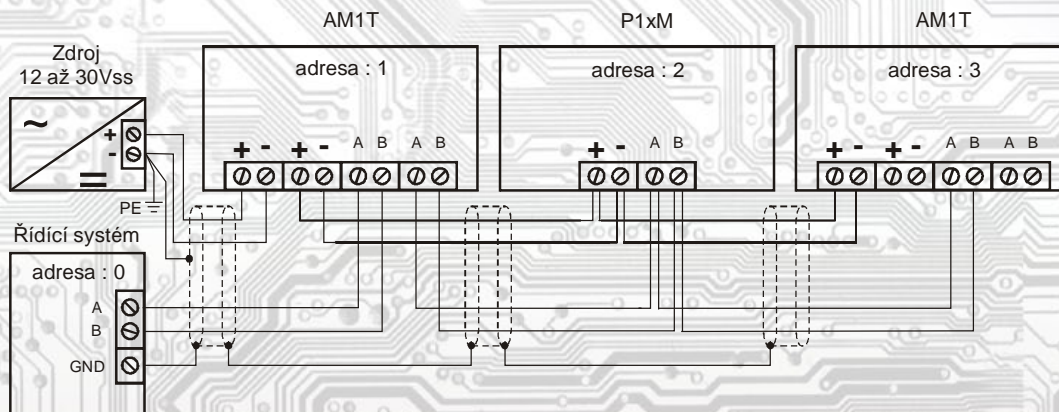 AM1T
P1xM
AM1T
Zdroj
12 až 30Vss
adresa : 1
adresa : 2
adresa : 3
~
+
-
=
PE
+ - + - A B A B
+ - A B
+ - + - A B A B
Řídící systém
adresa : 0
A
B
GND